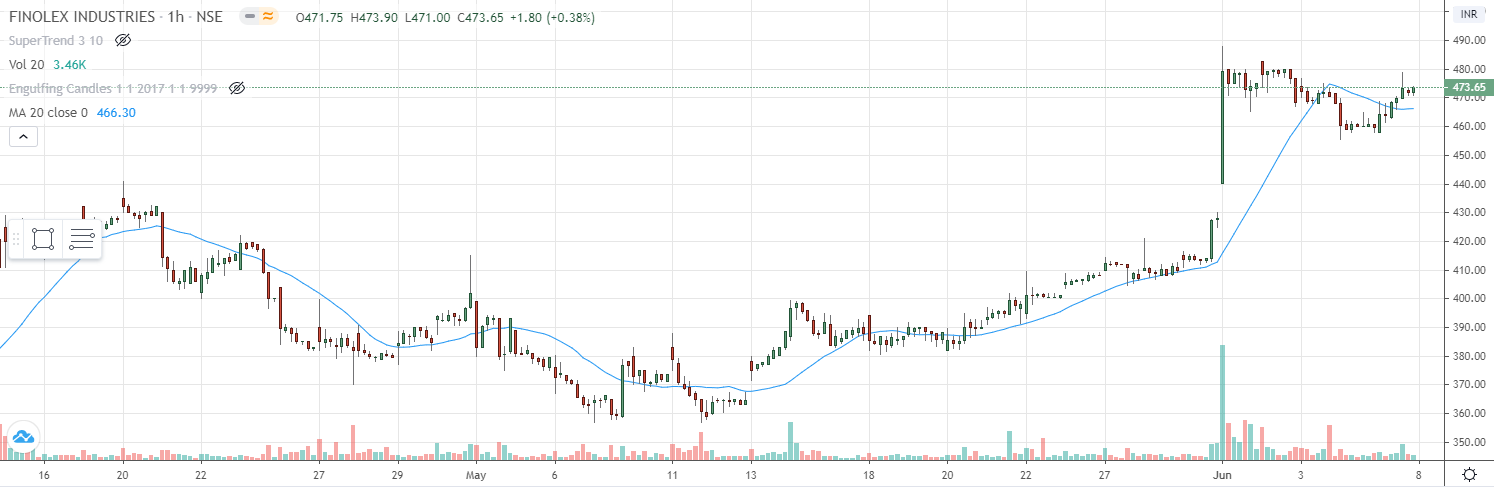 FINOLEX INDUSTRIES · 1h · NSE O471.75 H473.90 L471.00 C473.65 +1.80 (+0.38%)
INR
SuperTrend 3 10
Vol 20 3.46K
Engulfing Candles 1 1 2017 1 1 9999
MA 20 close 0 466.30
490.00
480.00
473.65
470.00
460.00
450.00
440.00
430.00
420.00
410.00
400.00
390.00
380.00
370.00
360.00
350.00
16 20 22 27 29 May 6 11 13 18 20 22 27 Jun 3 8